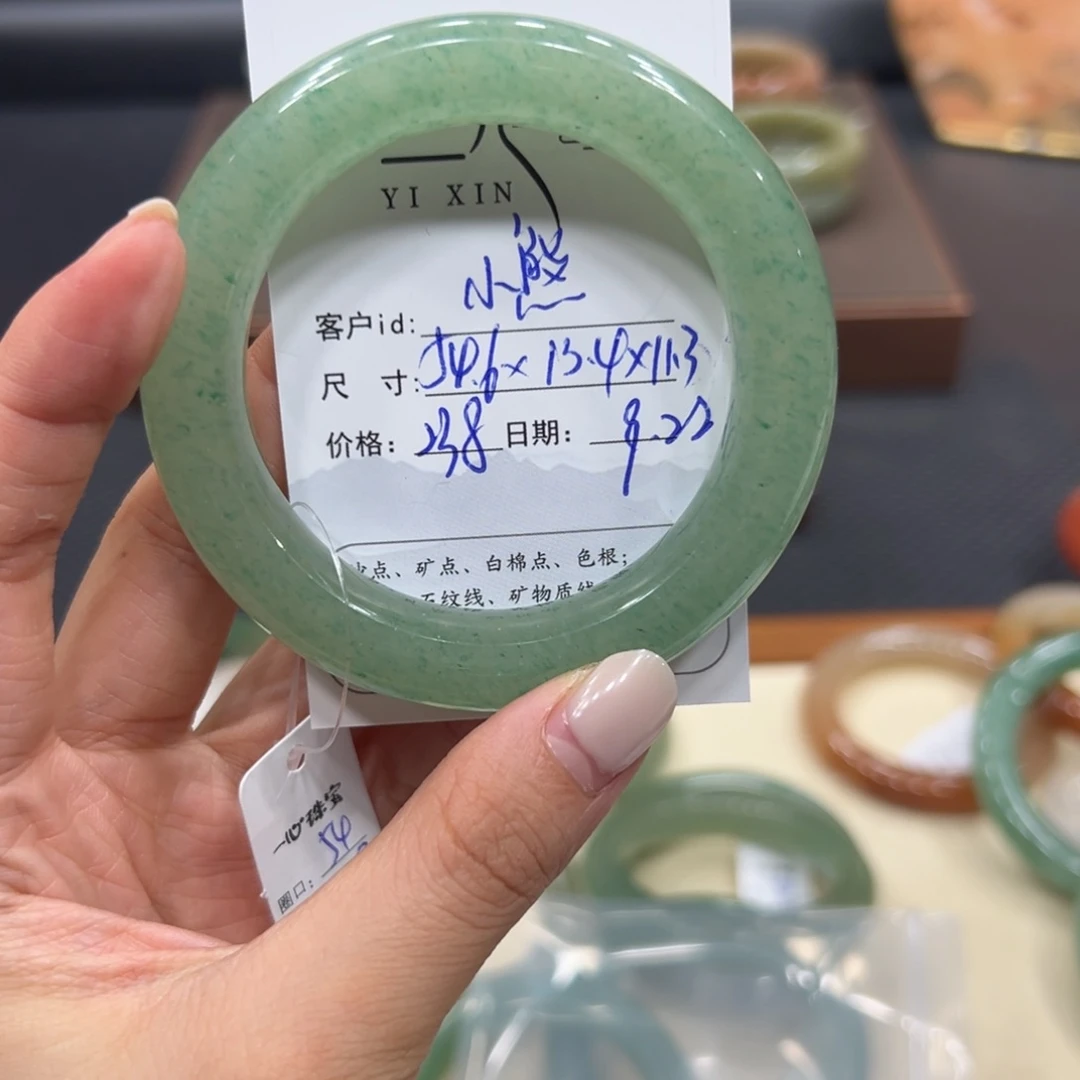 YI XIN
小熊
客户id:
尺 寸: 54.6×13.4×11.3
价格: 238 日期: 9.22
点、矿点、白棉点、色根;
石纹线、矿物质线
一心珠宝
54
圈口: